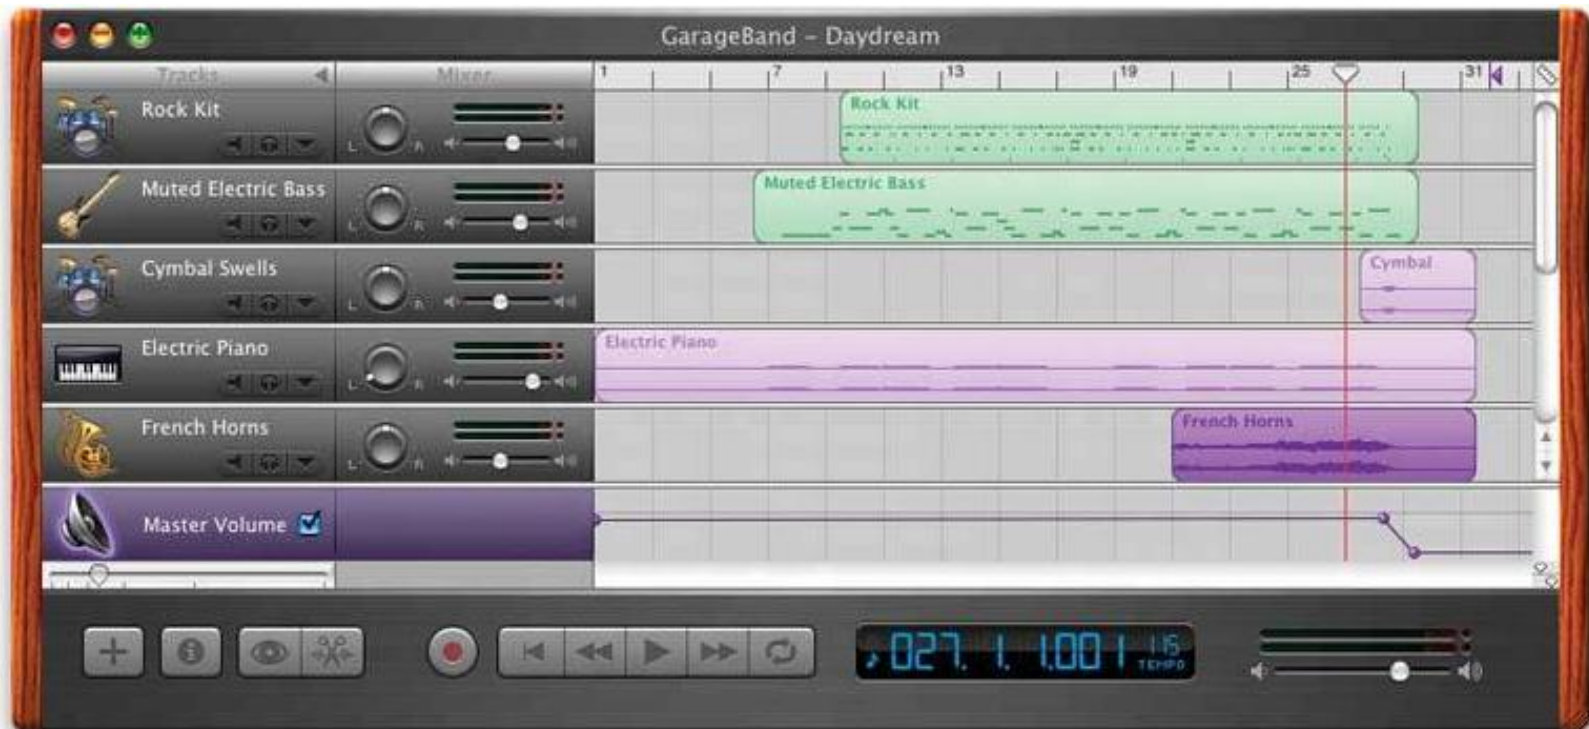 GarageBand – Daydream
Tracks Mixer 1 7 13 19 25 31
Rock Kit
L R
Rock Kit
Muted Electric Bass
L R
Muted Electric Bass
Cymbal Swells
L R
Cymbal
Electric Piano
L R
Electric Piano
French Horns
L R
French Horns
Master Volume
027. 1. 1.001 115
TEMPO